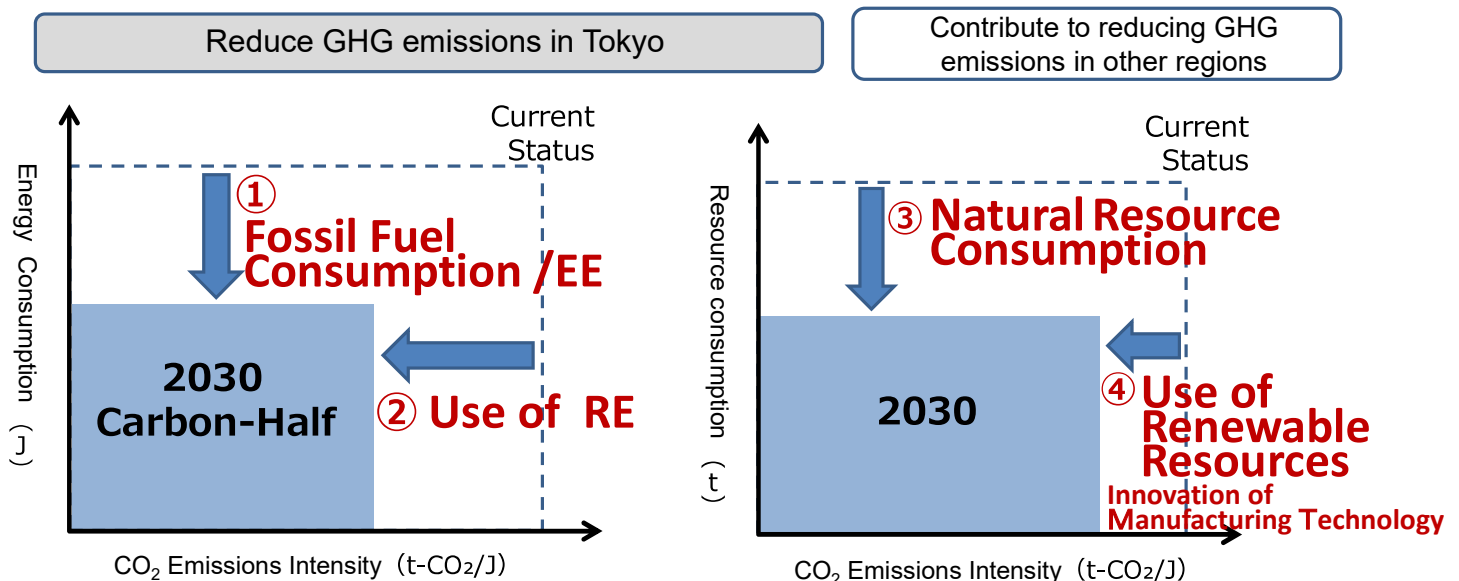 Reduce GHG emissions in Tokyo
Contribute to reducing GHG
emissions in other regions
Energy Consumption (J)
Current
Status
①
Fossil Fuel
Consumption /EE
2030
Carbon-Half
② Use of RE
CO₂ Emissions Intensity (t-CO₂/J)
Resource consumption (t)
Current
Status
③ Natural Resource
Consumption
2030
④ Use of
Renewable
Resources
Innovation of
Manufacturing Technology
CO₂ Emissions Intensity (t-CO₂/J)